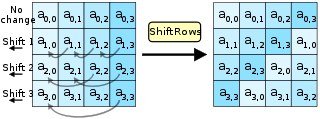 No change a0,0 a0,1 a0,2 a0,3 a0,0 a0,1 a0,2 a0,3
ShiftRows
Shift 1 a1,0 a1,1 a1,2 a1,3 a1,1 a1,2 a1,3 a1,0
Shift 2 a2,0 a2,1 a2,2 a2,3 a2,2 a2,3 a2,0 a2,1
Shift 3 a3,0 a3,1 a3,2 a3,3 a3,3 a3,0 a3,1 a3,2